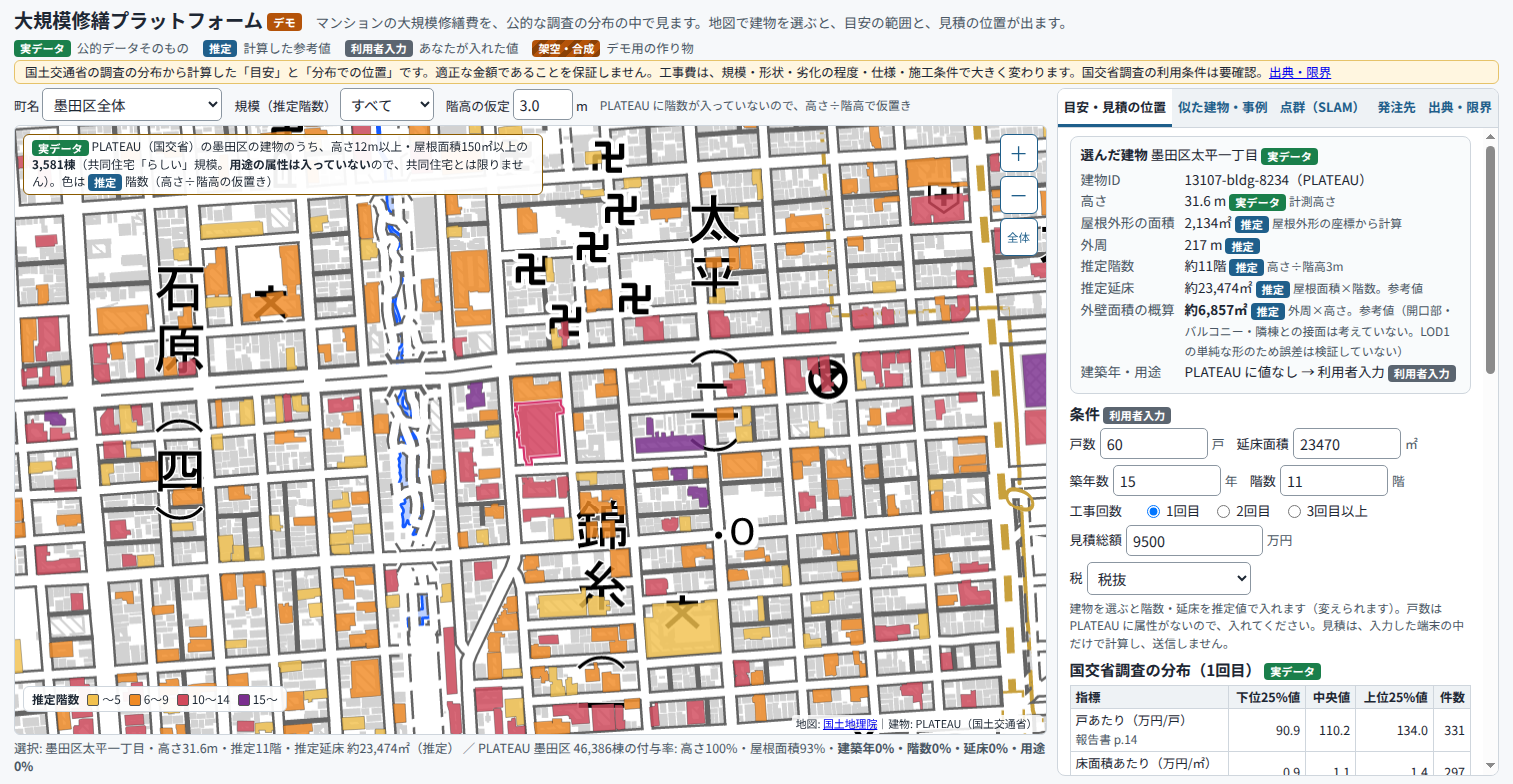 大規模修繕プラットフォーム デモ マンションの大規模修繕費を、公的な調査の分布の中で見ます。地図で建物を選ぶと、目安の範囲と、見積の位置が出ます。
実データ 公的データそのもの 推定 計算した参考値 利用者入力 あなたが入れた値 架空・合成 デモ用の作り物
国土交通省の調査の分布から計算した「目安」と「分布での位置」です。適正な金額であることを保証しません。工事費は、規模・形状・劣化の程度・仕様・施工条件で大きく変わります。国交省調査の利用条件は要確認。出典・限界
町名 墨田区全体 規模（推定階数） すべて 階高の仮定 3.0 m PLATEAU に階数が入っていないので、高さ÷階高で仮置き
実データ PLATEAU（国交省）の墨田区の建物のうち、高さ12m以上・屋根面積150㎡以上の
3,581棟（共同住宅「らしい」規模。用途の属性は入っていないので、共同住宅とは限りませ
ん）。色は 推定 階数（高さ÷階高の仮置き）
＋
−
全体
太平
(二)
石原
(四)
錦糸
(
.0
推定階数 〜5 6〜9 10〜14 15〜
地図: 国土地理院 | 建物: PLATEAU（国土交通省）
選択: 墨田区太平一丁目・高さ31.6m・推定11階・推定延床 約23,474㎡（推定） ／ PLATEAU 墨田区 46,386棟の付与率: 高さ100%・屋根面積93%・建築年0%・階数0%・延床0%・用途
0%
目安・見積の位置 似た建物・事例 点群（SLAM） 発注先 出典・限界
選んだ建物 墨田区太平一丁目 実データ
建物ID 13107-bldg-8234（PLATEAU）
高さ 31.6 m 実データ 計測高さ
屋根外形の面積 2,134㎡ 推定 屋根外形の座標から計算
外周 217 m 推定
推定階数 約11階 推定 高さ÷階高3m
推定延床 約23,474㎡ 推定 屋根面積×階数。参考値
外壁面積の概算 約6,857㎡ 推定 外周×高さ。参考値（開口部・
バルコニー・隣棟との接面は考えていない。LOD1
の単純な形のため誤差は検証していない）
建築年・用途 PLATEAU に値なし → 利用者入力 利用者入力
条件 利用者入力
戸数 60 戸 延床面積 23470 ㎡
築年数 15 年 階数 11 階
工事回数 1回目 2回目 3回目以上
見積総額 9500 万円
税 税抜
建物を選ぶと階数・延床を推定値で入れます（変えられます）。戸数は
PLATEAU に属性がないので、入れてください。見積は、入力した端末の中
だけで計算し、送信しません。
国交省調査の分布（1回目） 実データ
指標 下位25%値 中央値 上位25%値 件数
戸あたり（万円/戸） 90.9 110.2 134.0 331
報告書 p.14
床面積あたり（万円/㎡） 0.9 1.1 1.4 297